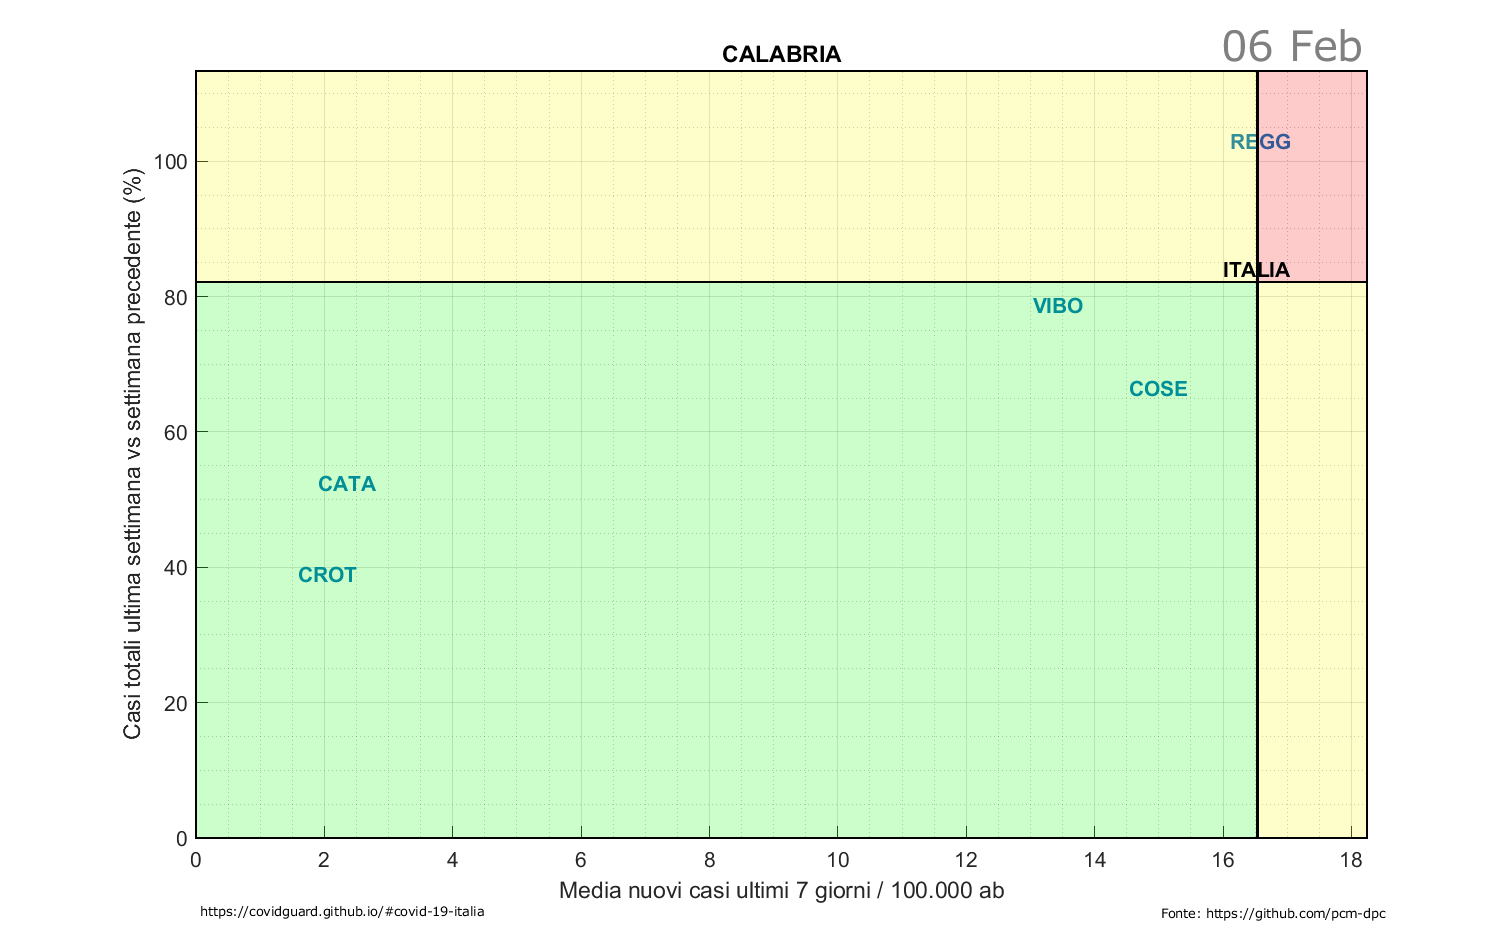 CALABRIA
06 Feb
Casi totali ultima settimana vs settimana precedente (%)
100
80
60
40
20
0
REGG
ITALIA
VIBO
COSE
CATA
CROT
0 2 4 6 8 10 12 14 16 18
Media nuovi casi ultimi 7 giorni / 100.000 ab
https://covidguard.github.io/#covid-19-italia
Fonte: https://github.com/pcm-dpc